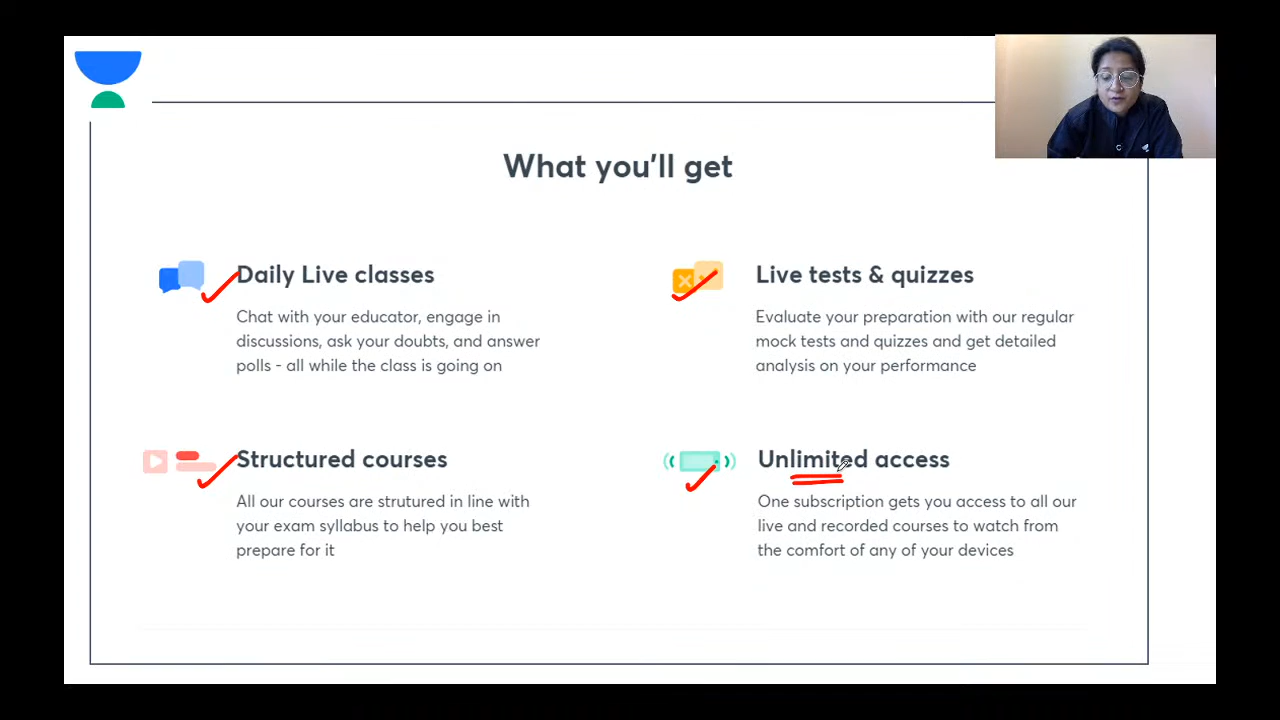 What you'll get
Daily Live classes
Chat with your educator, engage in
discussions, ask your doubts, and answer
polls - all while the class is going on
Live tests & quizzes
Evaluate your preparation with our regular
mock tests and quizzes and get detailed
analysis on your performance
Structured courses
All our courses are strutured in line with
your exam syllabus to help you best
prepare for it
Unlimited access
One subscription gets you access to all our
live and recorded courses to watch from
the comfort of any of your devices